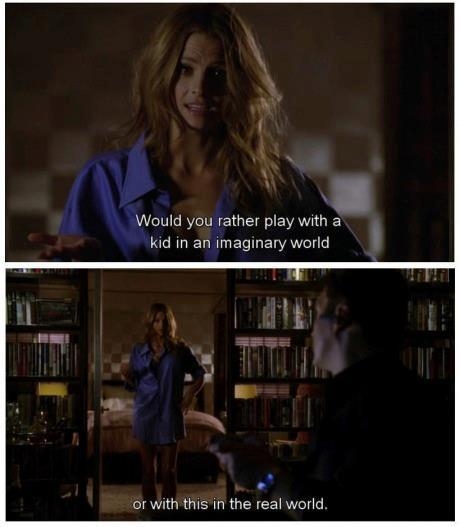 Would you rather play with a
kid in an imaginary world
or with this in the real world.